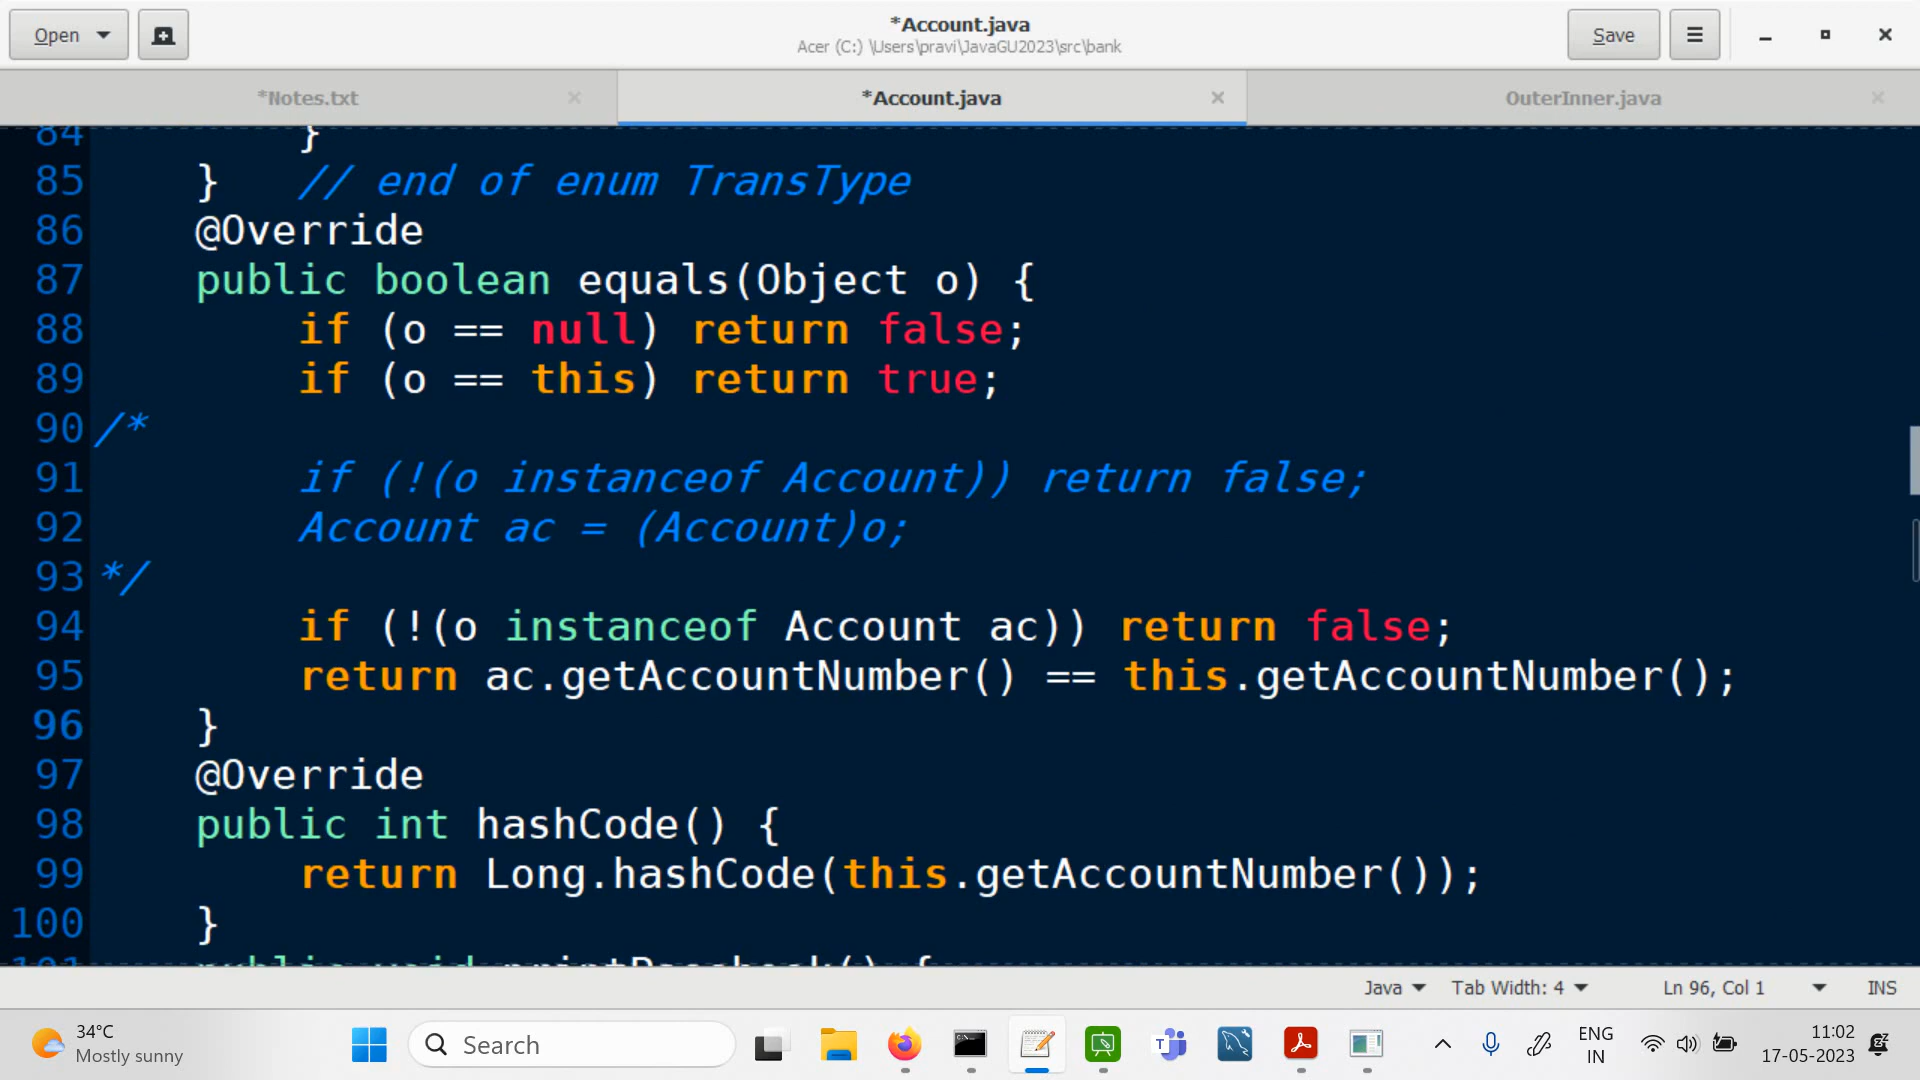 Open
*Account.java
Acer (C:) \Users\pravi\JavaGU2023\src\bank
Save
*Notes.txt
*Account.java
OuterInner.java
84 }
85 } // end of enum TransType
86 @Override
87 public boolean equals(Object o) {
88 if (o == null) return false;
89 if (o == this) return true;
90 /*
91 if (!(o instanceof Account)) return false;
92 Account ac = (Account)o;
93 */
94 if (!(o instanceof Account ac)) return false;
95 return ac.getAccountNumber() == this.getAccountNumber();
96 }
97 @Override
98 public int hashCode() {
99 return Long.hashCode(this.getAccountNumber());
100 }
101 public void printPassbook() {
Java
Tab Width: 4
Ln 96, Col 1
INS
34°C
Mostly sunny
Search
ENG
IN
11:02
17-05-2023